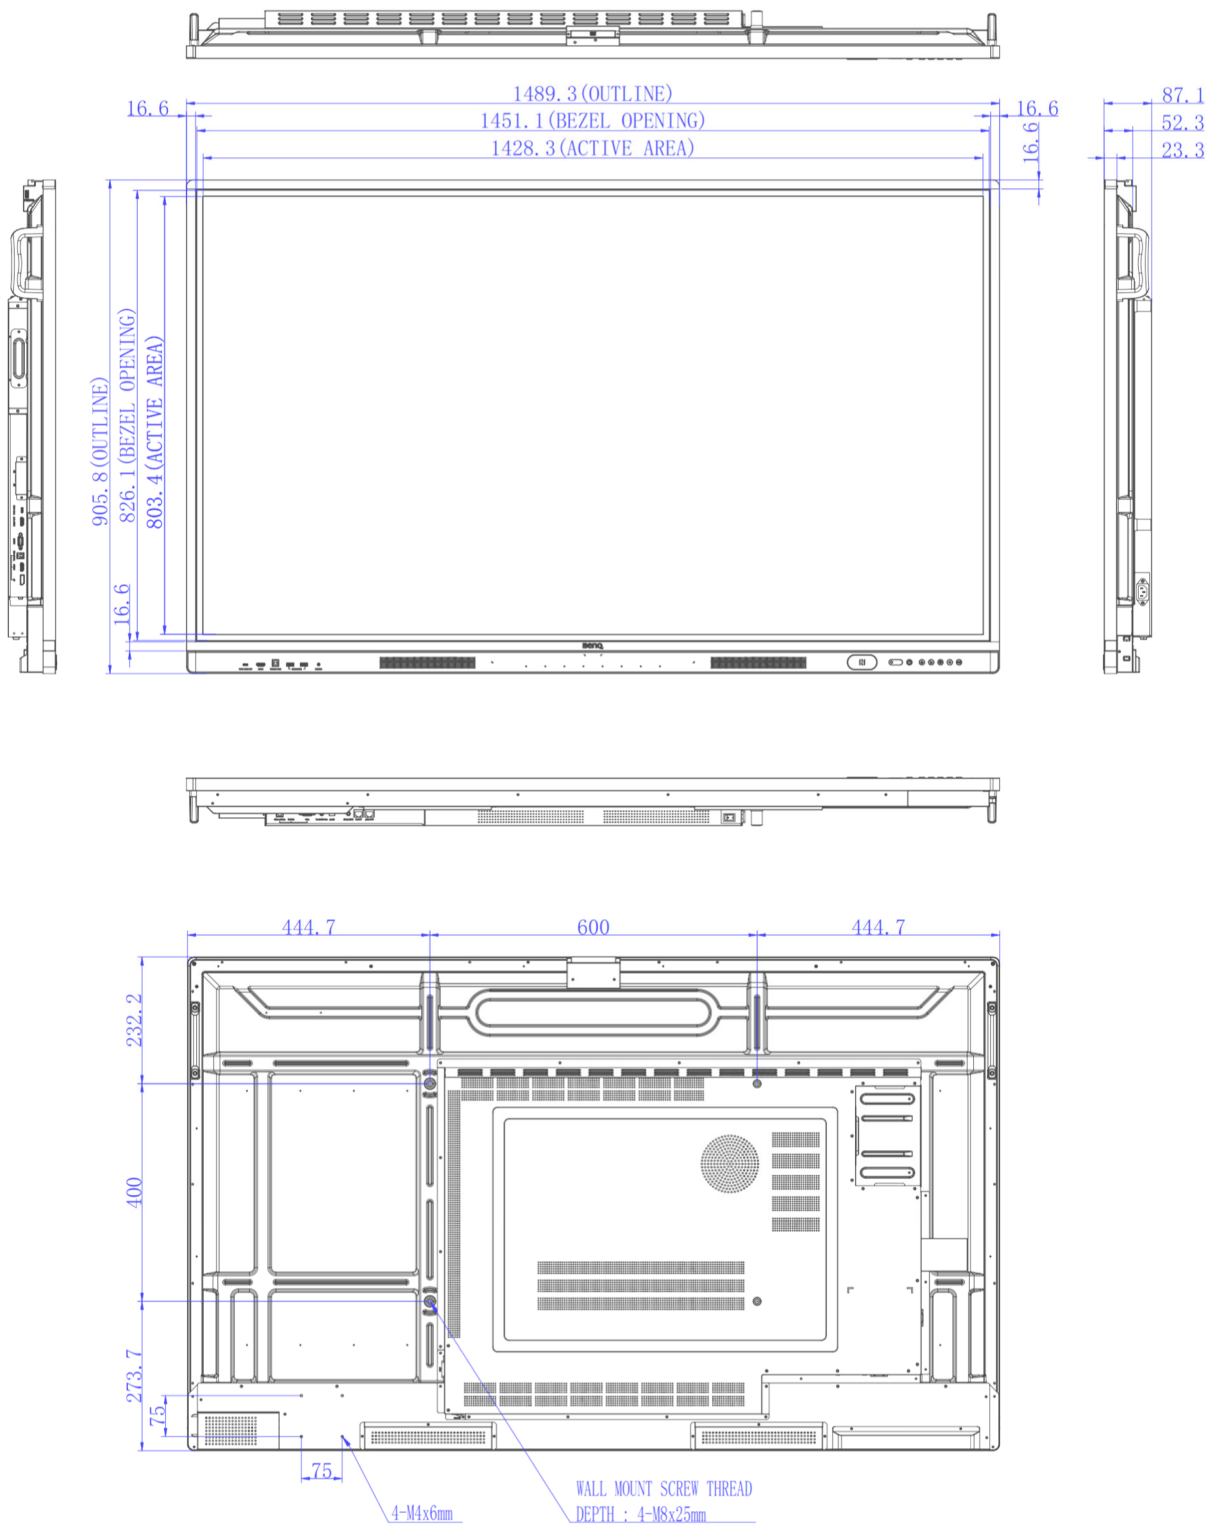 1489.3(OUTLINE)
16.6
16.6
1451.1(BEZEL OPENING)
1428.3(ACTIVE AREA)
16.6
87.1
52.3
23.3
905.8(OUTLINE)
826.1(BEZEL OPENING)
803.4(ACTIVE AREA)
16.6
BenQ
444.7
600
444.7
232.2
400
273.7
75
75
4-M4x6mm
WALL MOUNT SCREW THREAD
DEPTH : 4-M8x25mm